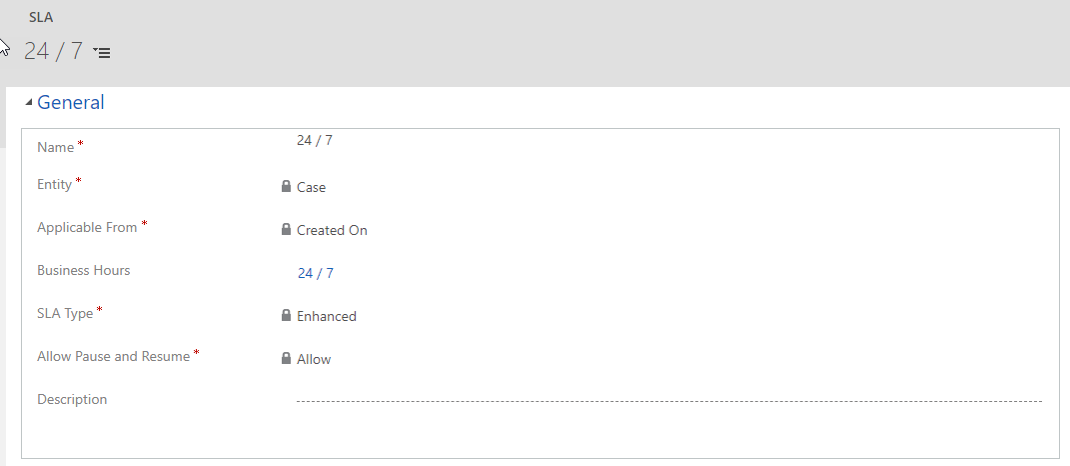 SLA
24 / 7
General
Name * 24 / 7
Entity * Case
Applicable From * Created On
Business Hours 24 / 7
SLA Type * Enhanced
Allow Pause and Resume * Allow
Description